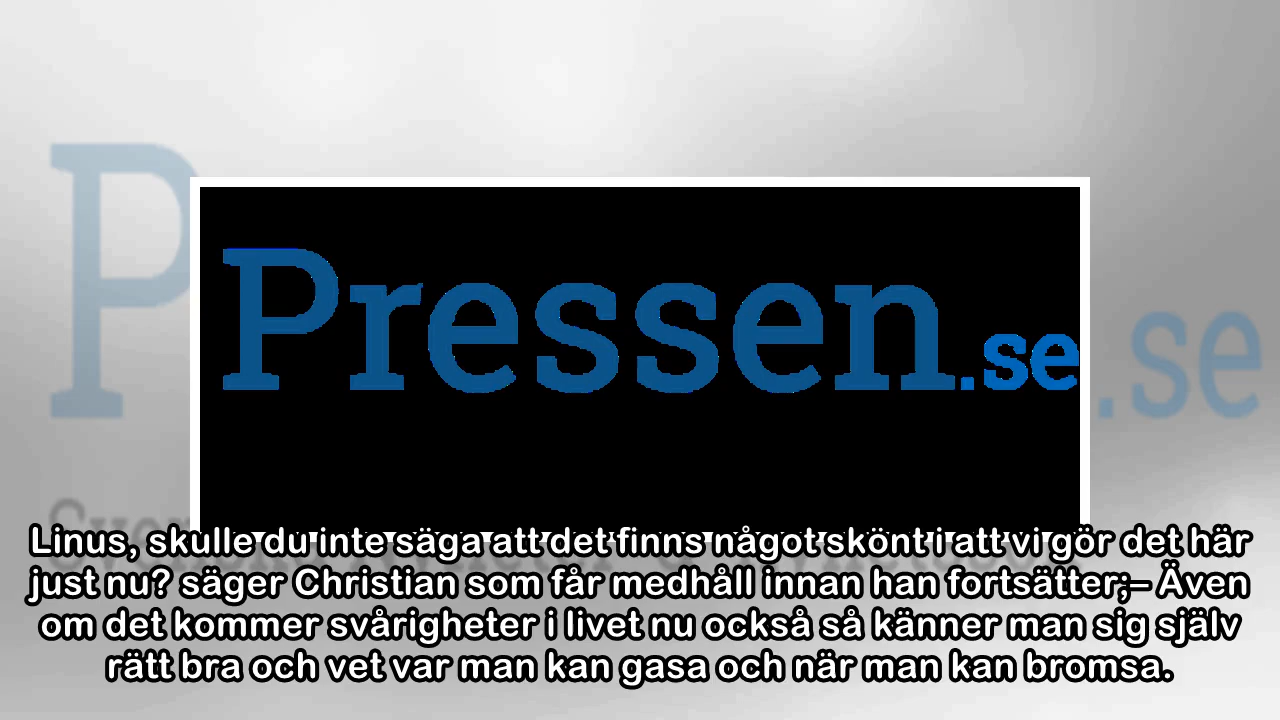 Pressen.se
P
.se
Linus, skulle du inte säga att det finns något skönt i att vi gör det här
just nu? säger Christian som får medhåll innan han fortsätter;– Även
om det kommer svårigheter i livet nu också så känner man sig själv
rätt bra och vet var man kan gasa och när man kan bromsa.